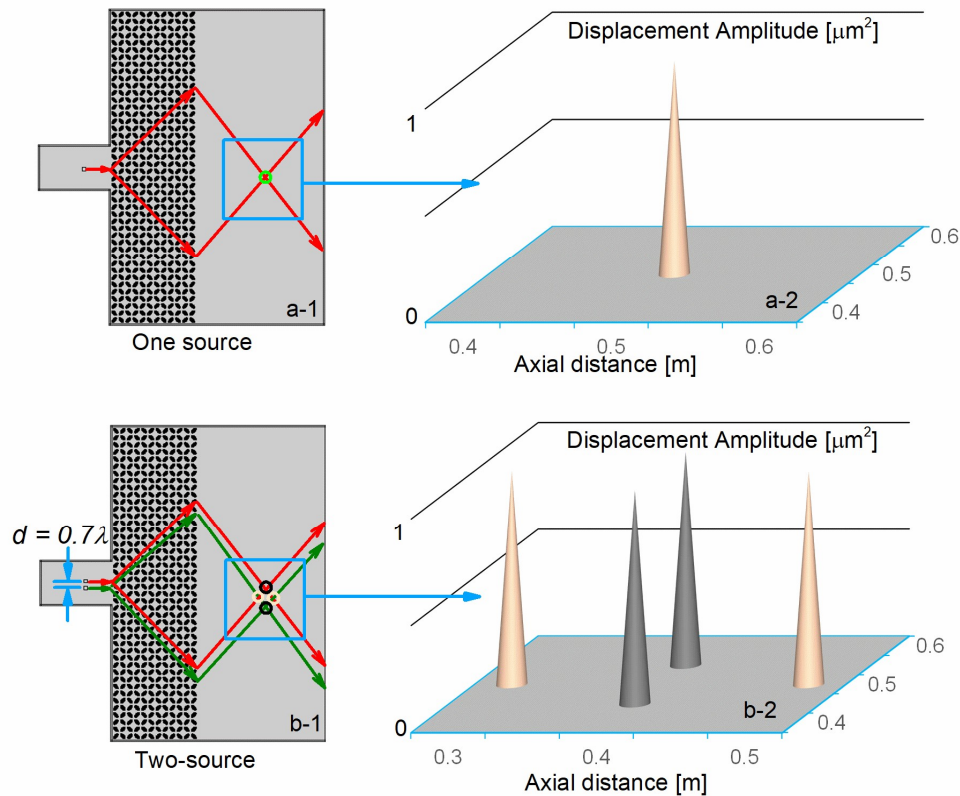 Displacement Amplitude [μm²]
1
0
a-1
a-2
0.4
0.5
0.6
0.4
0.5
0.6
One source
Axial distance [m]
Displacement Amplitude [μm²]
d = 0.7λ
1
0
b-1
b-2
0.3
0.4
0.5
0.4
0.5
0.6
Two-source
Axial distance [m]